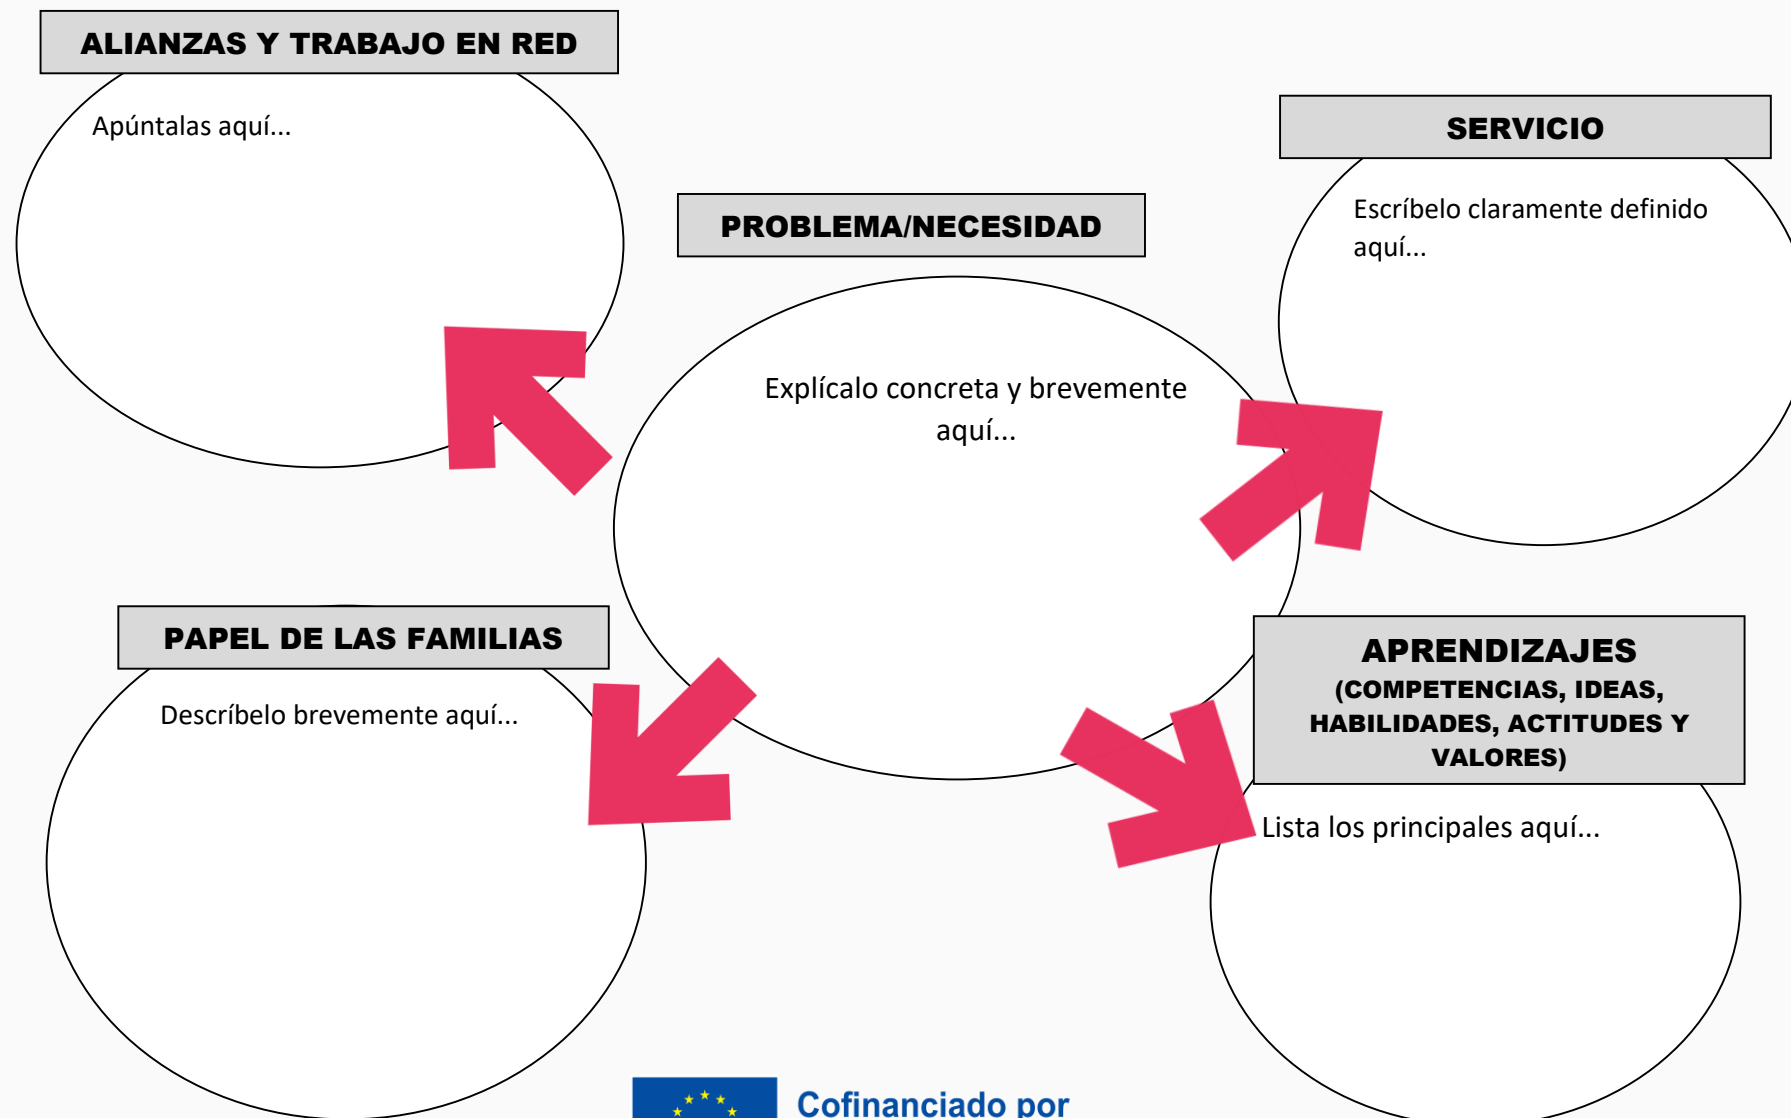 ALIANZAS Y TRABAJO EN RED
Apúntalas aquí...
SERVICIO
Escríbelo claramente definido
aquí...
PROBLEMA/NECESIDAD
Explícalo concreta y brevemente
aquí...
PAPEL DE LAS FAMILIAS
Descríbelo brevemente aquí...
APRENDIZAJES
(COMPETENCIAS, IDEAS,
HABILIDADES, ACTITUDES Y
VALORES)
Lista los principales aquí...
Cofinanciado por